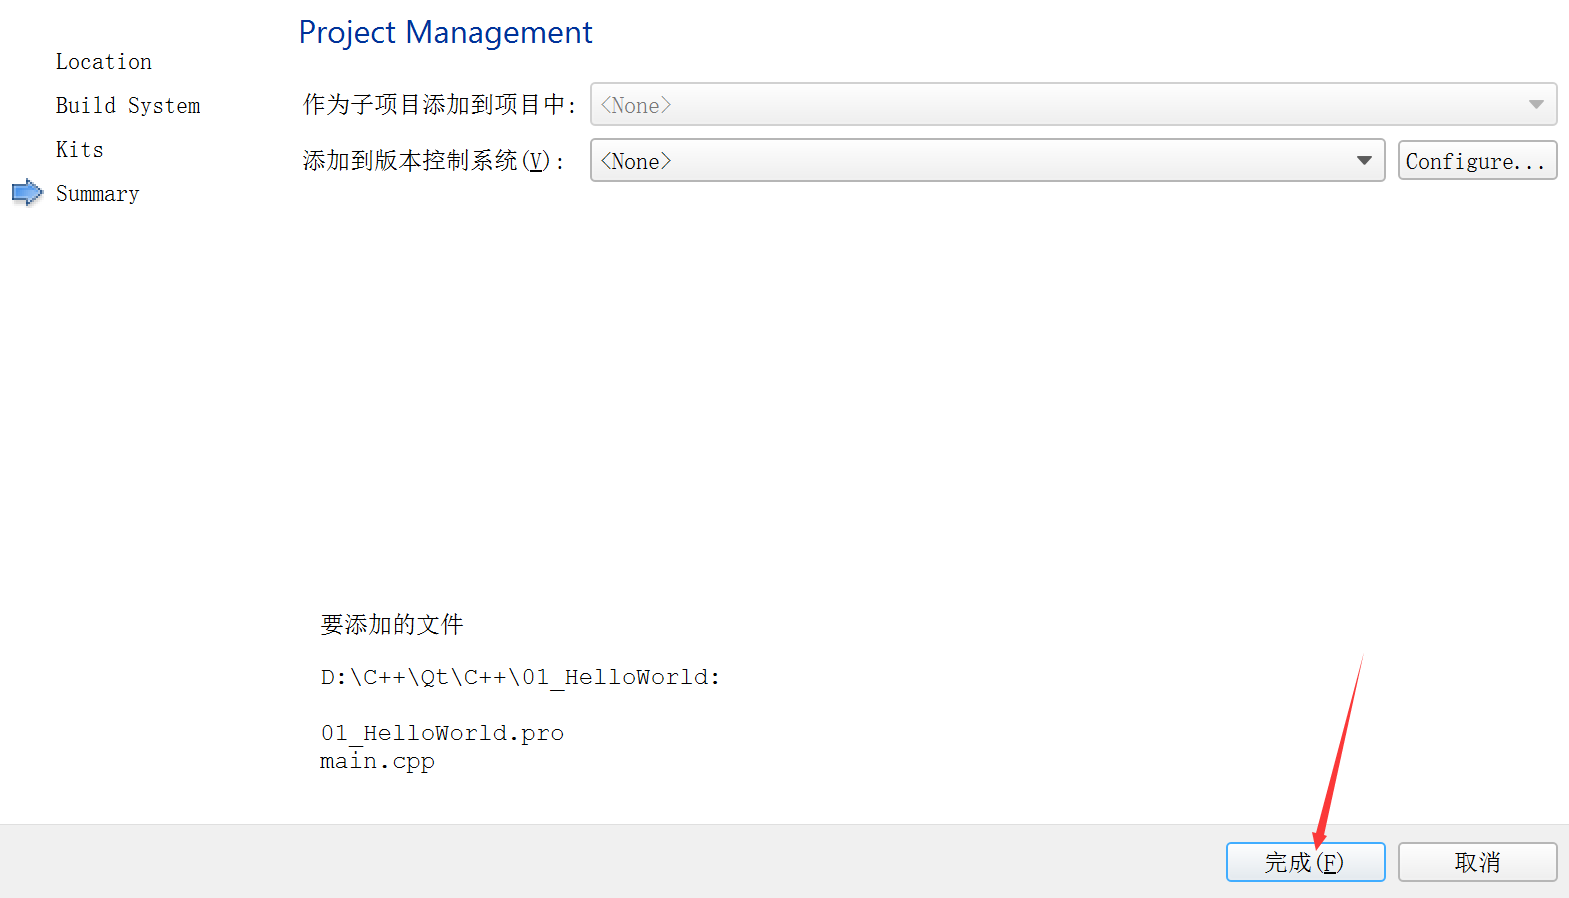 Project Management
Location
Build System
Kits
Summary
作为子项目添加到项目中: <None>
添加到版本控制系统(V): <None> Configure...
要添加的文件
D:\C++\Qt\C++\01_HelloWorld:
01_HelloWorld.pro
main.cpp
完成(F) 取消